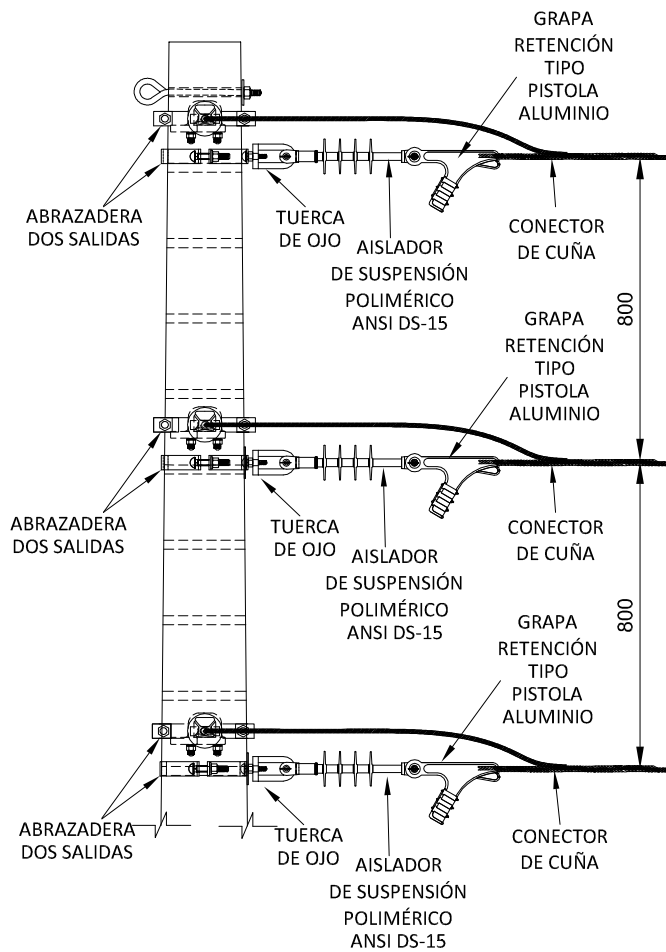 GRAPA
RETENCIÓN
TIPO
PISTOLA
ALUMINIO
ABRAZADERA
DOS SALIDAS
TUERCA
DE OJO
AISLADOR
DE SUSPENSIÓN
POLIMÉRICO
ANSI DS-15
CONECTOR
DE CUÑA
800
GRAPA
RETENCIÓN
TIPO
PISTOLA
ALUMINIO
ABRAZADERA
DOS SALIDAS
TUERCA
DE OJO
AISLADOR
DE SUSPENSIÓN
POLIMÉRICO
ANSI DS-15
CONECTOR
DE CUÑA
800
GRAPA
RETENCIÓN
TIPO
PISTOLA
ALUMINIO
ABRAZADERA
DOS SALIDAS
TUERCA
DE OJO
AISLADOR
DE SUSPENSIÓN
POLIMÉRICO
ANSI DS-15
CONECTOR
DE CUÑA